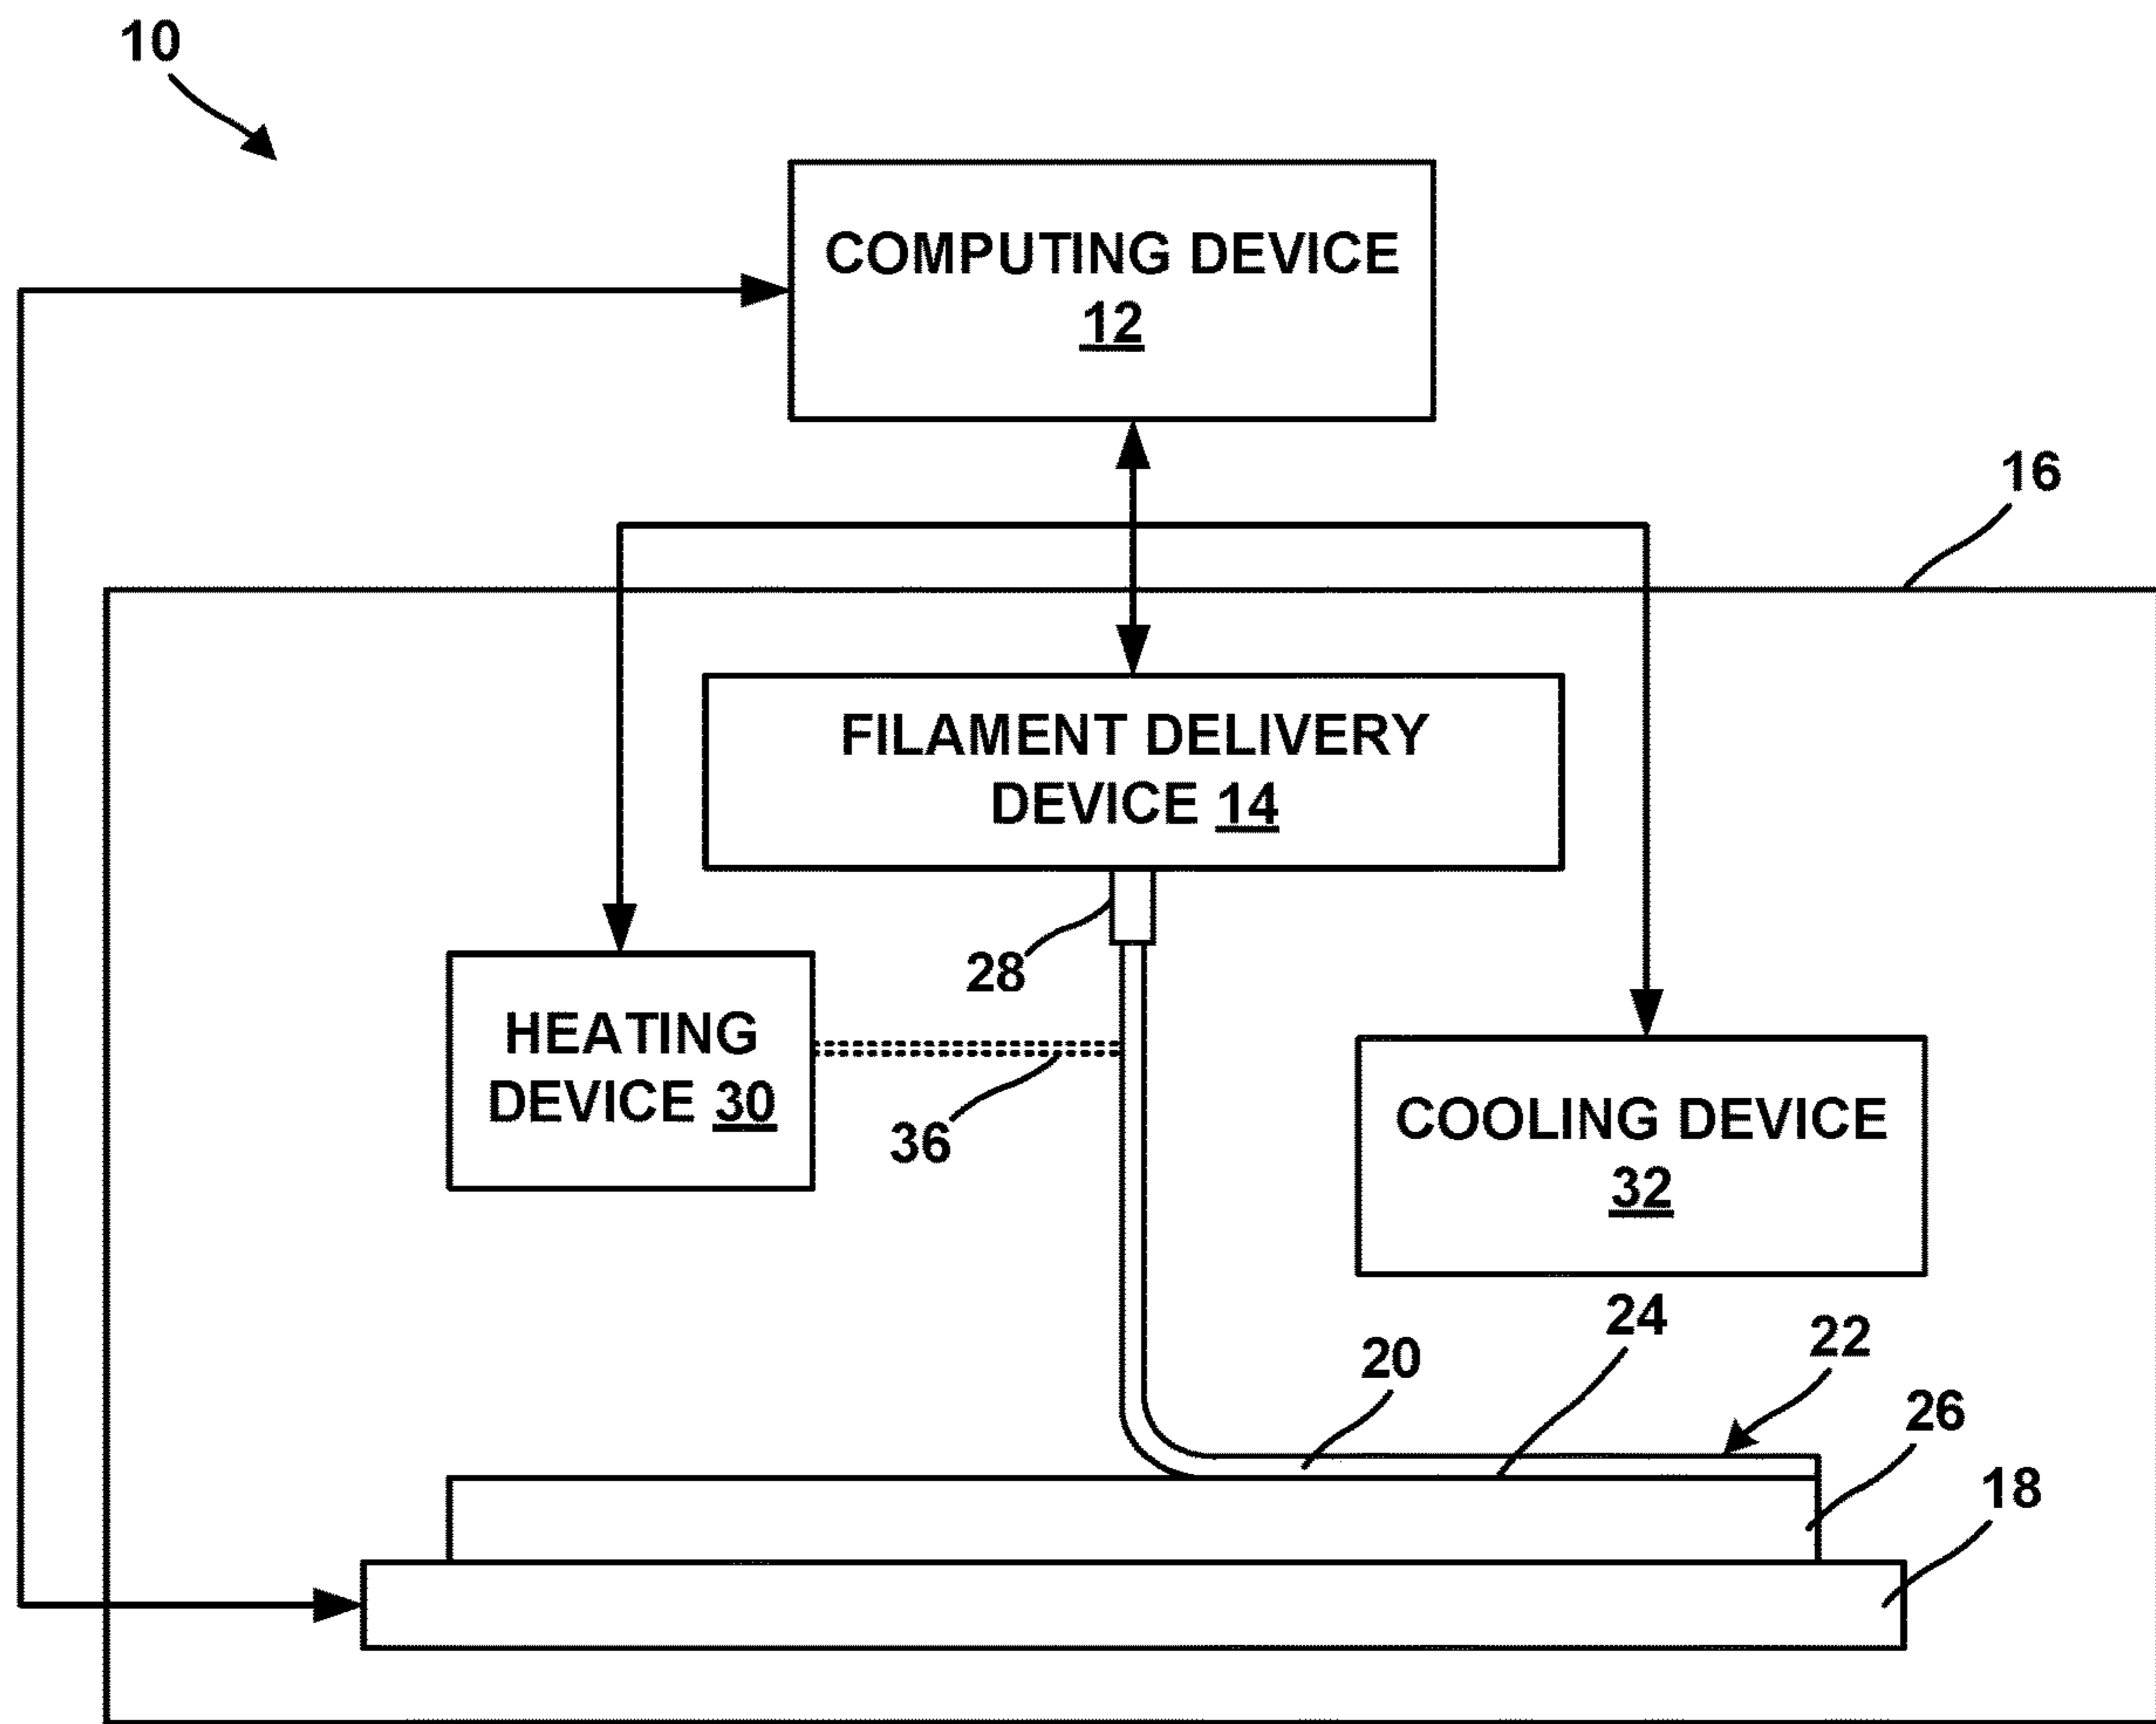 10
COMPUTING DEVICE
12
16
FILAMENT DELIVERY
DEVICE 14
28
HEATING
DEVICE 30
36
COOLING DEVICE
32
24
22
20
26
18